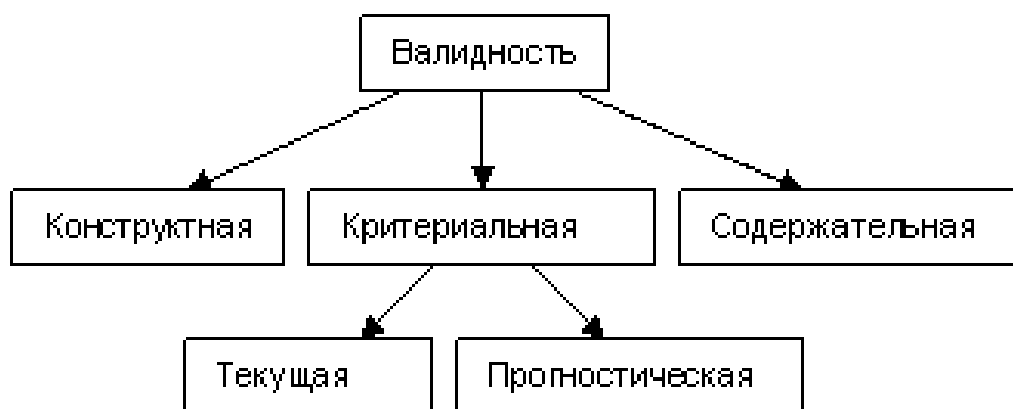 Валидность
Конструктная
Критериальная
Содержательная
Текущая
Прогностическая